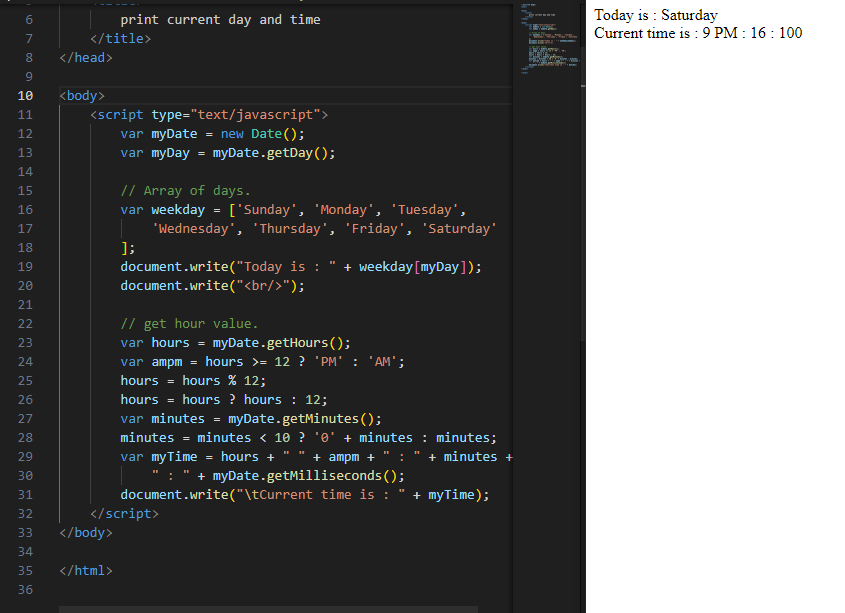 6 print current day and time
7 </title>
8 </head>
9
10 <body>
11 <script type="text/javascript">
12 var myDate = new Date();
13 var myDay = myDate.getDay();
14
15 // Array of days.
16 var weekday = ['Sunday', 'Monday', 'Tuesday',
17 'Wednesday', 'Thursday', 'Friday', 'Saturday'
18 ];
19 document.write("Today is : " + weekday[myDay]);
20 document.write("<br/>");
21
22 // get hour value.
23 var hours = myDate.getHours();
24 var ampm = hours >= 12 ? 'PM' : 'AM';
25 hours = hours % 12;
26 hours = hours ? hours : 12;
27 var minutes = myDate.getMinutes();
28 minutes = minutes < 10 ? '0' + minutes : minutes;
29 var myTime = hours + " " + ampm + " : " + minutes +
30 " : " + myDate.getMilliseconds();
31 document.write("\tCurrent time is : " + myTime);
32 </script>
33 </body>
34
35 </html>
36
Today is : Saturday
Current time is : 9 PM : 16 : 100